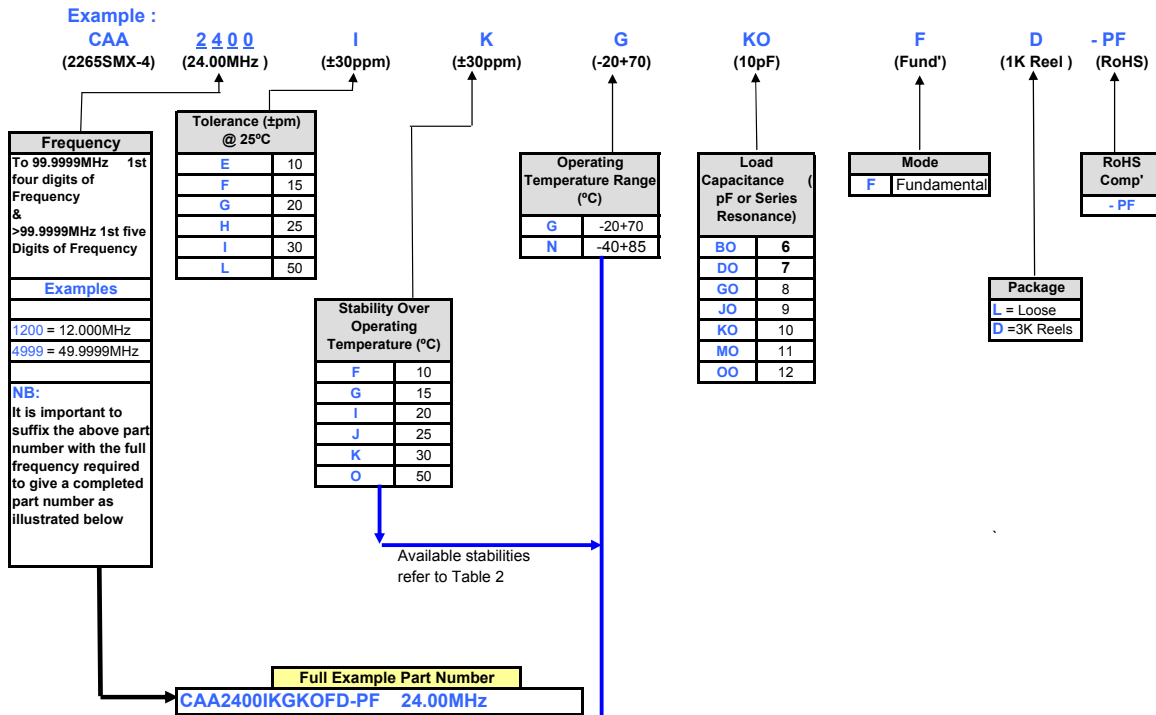 Example :
CAA 2400 I K G KO F D - PF
(2265SMX-4) (24.00MHz ) (±30ppm) (±30ppm) (-20+70) (10pF) (Fund') (1K Reel ) (RoHS)
Frequency
To 99.9999MHz 1st
four digits of
Frequency
&
>99.9999MHz 1st five
Digits of Frequency
Examples
1200 = 12.000MHz
4999 = 49.9999MHz
NB:
It is important to
suffix the above part
number with the full
frequency required
to give a completed
part number as
illustrated below
Tolerance (±pm)
@ 25ºC
E 10
F 15
G 20
H 25
I 30
L 50
Stability Over
Operating
Temperature (ºC)
F 10
G 15
I 20
J 25
K 30
O 50
Available stabilities
refer to Table 2
Operating
Temperature Range
(ºC)
G -20+70
N -40+85
Load
Capacitance (
pF or Series
Resonance)
BO 6
DO 7
GO 8
JO 9
KO 10
MO 11
OO 12
Mode
F Fundamental
Package
L = Loose
D =3K Reels
RoHS
Comp'
- PF
`
Full Example Part Number
CAA2400IKGKOFD-PF 24.00MHz